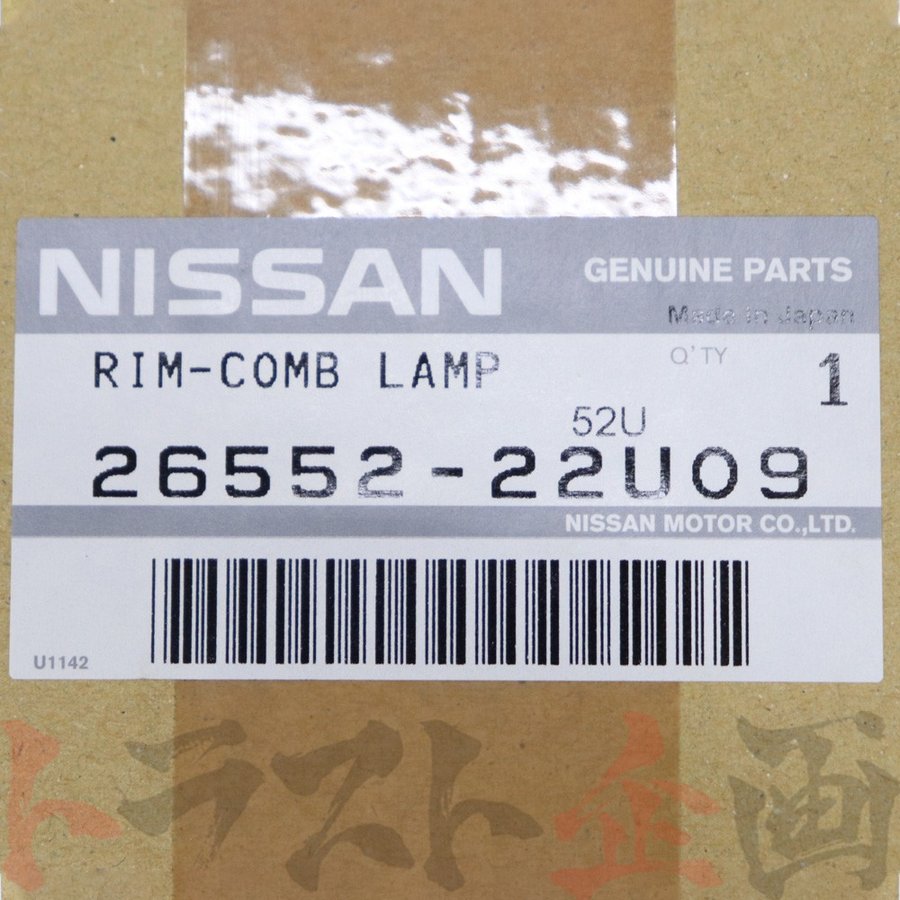 NISSAN
GENUINE PARTS
Made in Japan
RIM-COMB LAMP
Q'TY
1
52U
26552-22U09
NISSAN MOTOR CO.,LTD.
U1142
トラスト企画